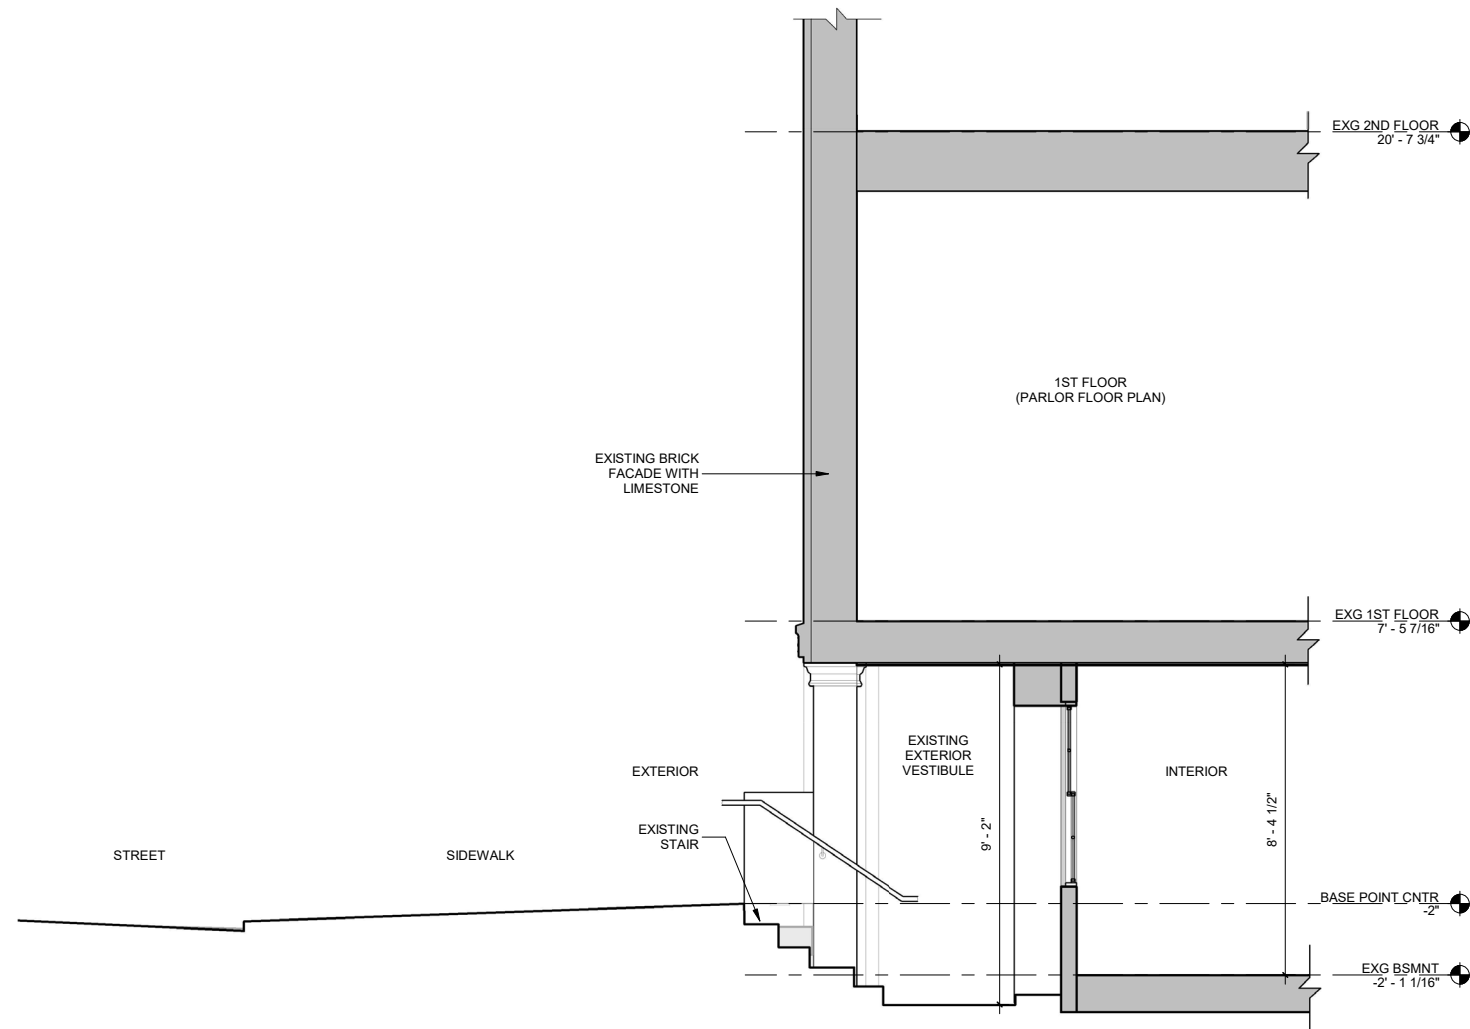 EXG 2ND FLOOR
20' - 7 3/4"
1ST FLOOR
(PARLOR FLOOR PLAN)
EXISTING BRICK
FACADE WITH
LIMESTONE
EXG 1ST FLOOR
7' - 5 7/16"
EXISTING
EXTERIOR
VESTIBULE
EXTERIOR
INTERIOR
EXISTING
STAIR
9' - 2"
8' - 4 1/2"
STREET
SIDEWALK
BASE POINT CNTR
-2"
EXG BSMNT
-2' - 1 1/16"